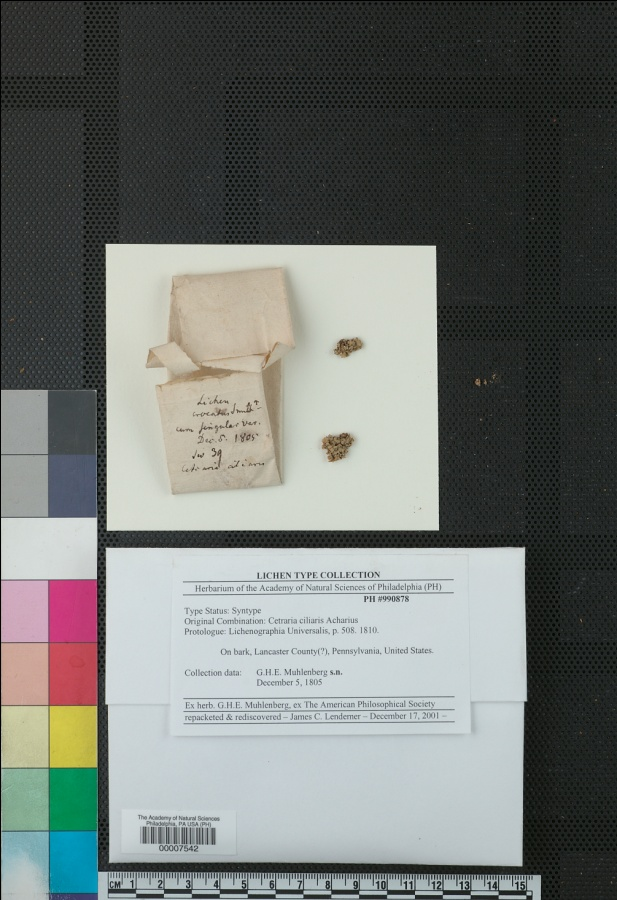 Lichen
cum singular var.
Dec. 5. 1805
39
Cetraria ciliaris
LICHEN TYPE COLLECTION
Herbarium of the Academy of Natural Sciences of Philadelphia (PH)
PH #990878
Type Status: Syntype
Original Combination: Cetraria ciliaris Acharius
Protologue: Lichenographia Universalis, p. 508. 1810.
On bark, Lancaster County(?), Pennsylvania, United States.
Collection data: G.H.E. Muhlenberg s.n.
December 5, 1805
Ex herb. G.H.E. Muhlenberg, ex The American Philosophical Society
repacketed & rediscovered – James C. Lendemer – December 17, 2001 –
The Academy of Natural Sciences
Philadelphia, PA USA (PH)
00007542
CM 1 2 3 4 5 6 7 8 9 10 11 12 13 14 15